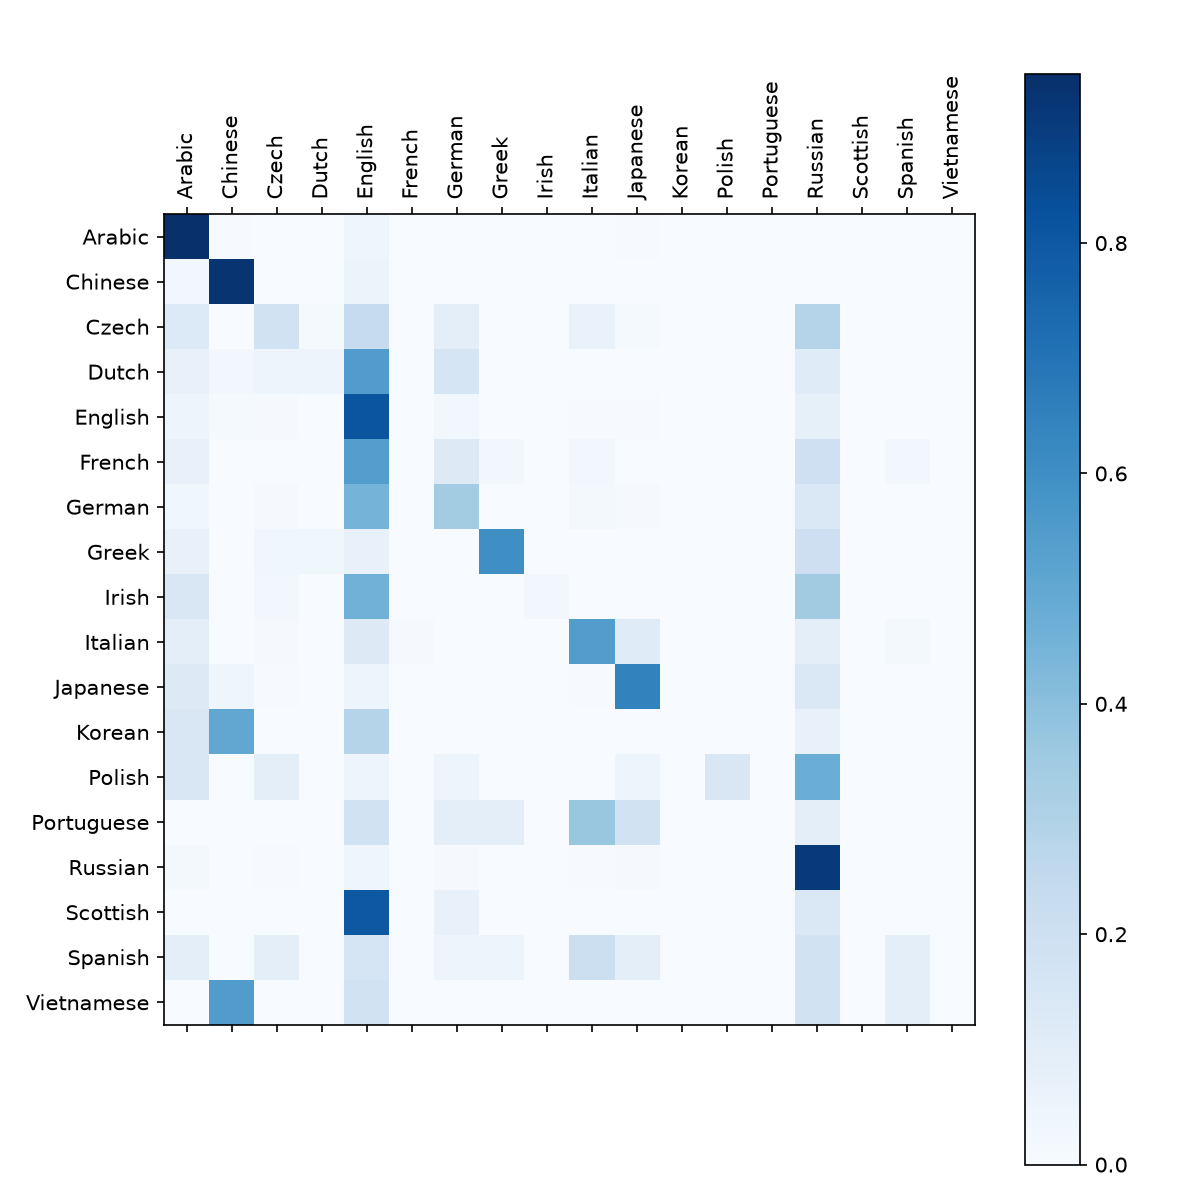 Arabic
Chinese
Czech
Dutch
English
French
German
Greek
Irish
Italian
Japanese
Korean
Polish
Portuguese
Russian
Scottish
Spanish
Vietnamese
Arabic
Chinese
Czech
Dutch
English
French
German
Greek
Irish
Italian
Japanese
Korean
Polish
Portuguese
Russian
Scottish
Spanish
Vietnamese
0.8
0.6
0.4
0.2
0.0